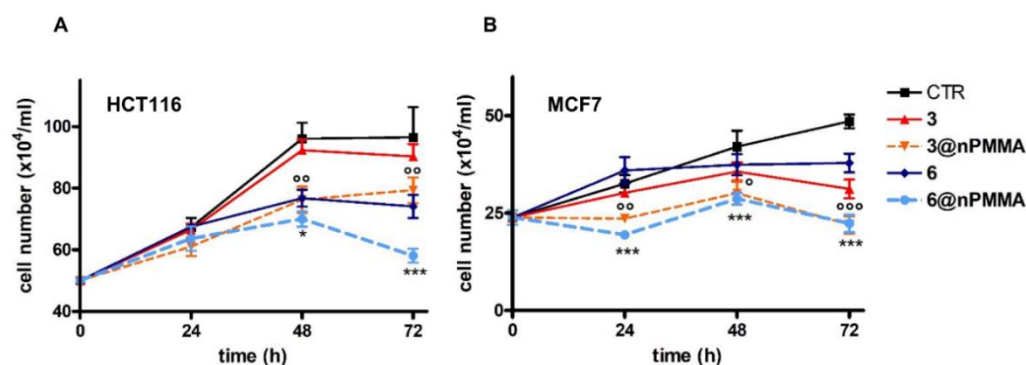 A
HCT116
cell number (x10⁴/ml)
100
80
60
40
°°
°°
*
***
0
24
48
72
time (h)
B
MCF7
cell number (x10⁴/ml)
50
25
0
°°
°
°°°
***
***
***
0
24
48
72
time (h)
CTR
3
3@nPMMA
6
6@nPMMA